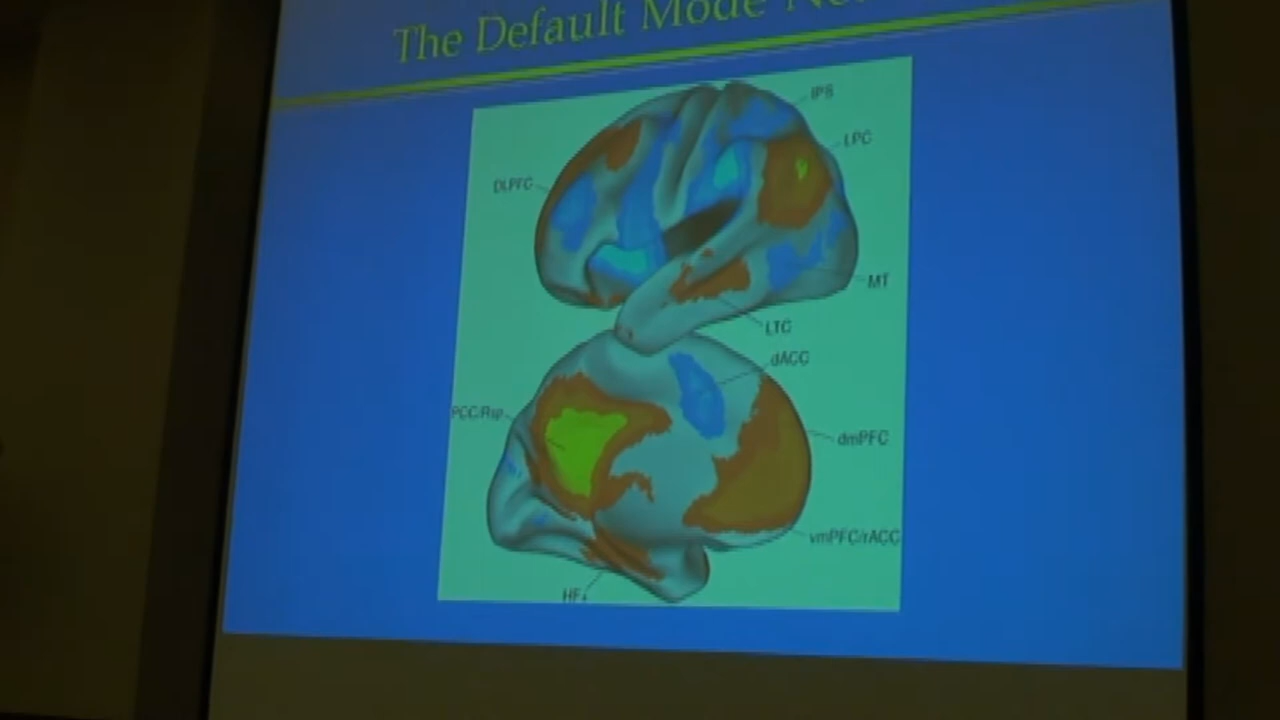 The Default Mode
IPS
LPC
DLPFC
MT
LTC
dACC
PCC/Rsp
dmPFC
vmPFC/rACC
HF